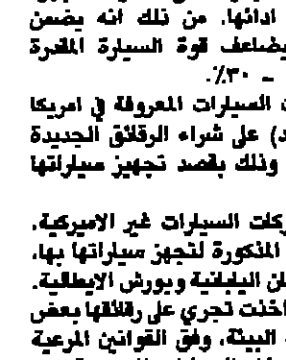 ادائها. من ذلك انه يضمن
يضاعف قوة السيارة المقدرة
ـ ٣٠٪.
ت السيارات المعروفة في امريكا
د) على شراء الرقائق الجديدة
وذلك بقصد تجهيز سياراتها
ركات السيارات غير الاميركية.
المذكورة لتجهز سياراتها بها،
ان اليابانية وبورش الايطالية.
اخذت تجري على رقائقها بعض
البيئة، وفق القوانين المرعية